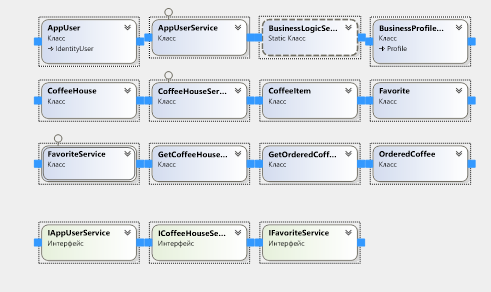 AppUser
Класс
IdentityUser
AppUserService
Класс
BusinessLogicSe...
Static Класс
BusinessProfile...
Класс
Profile
CoffeeHouse
Класс
CoffeeHouseSer...
Класс
CoffeeItem
Класс
Favorite
Класс
FavoriteService
Класс
GetCoffeeHouse...
Класс
GetOrderedCoff...
Класс
OrderedCoffee
Класс
IAppUserService
Интерфейс
ICoffeeHouseSe...
Интерфейс
IFavoriteService
Интерфейс